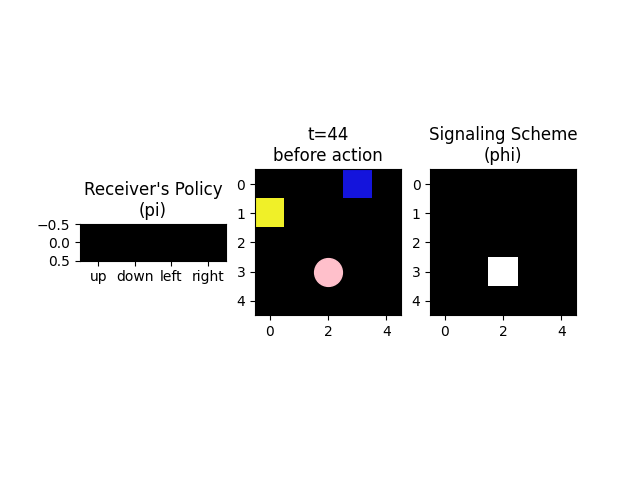 Receiver's Policy
(pi)
−0.5
0.0
0.5
up down left right
t=44
before action
0
1
2
3
4
0 2 4
Signaling Scheme
(phi)
0
1
2
3
4
0 2 4